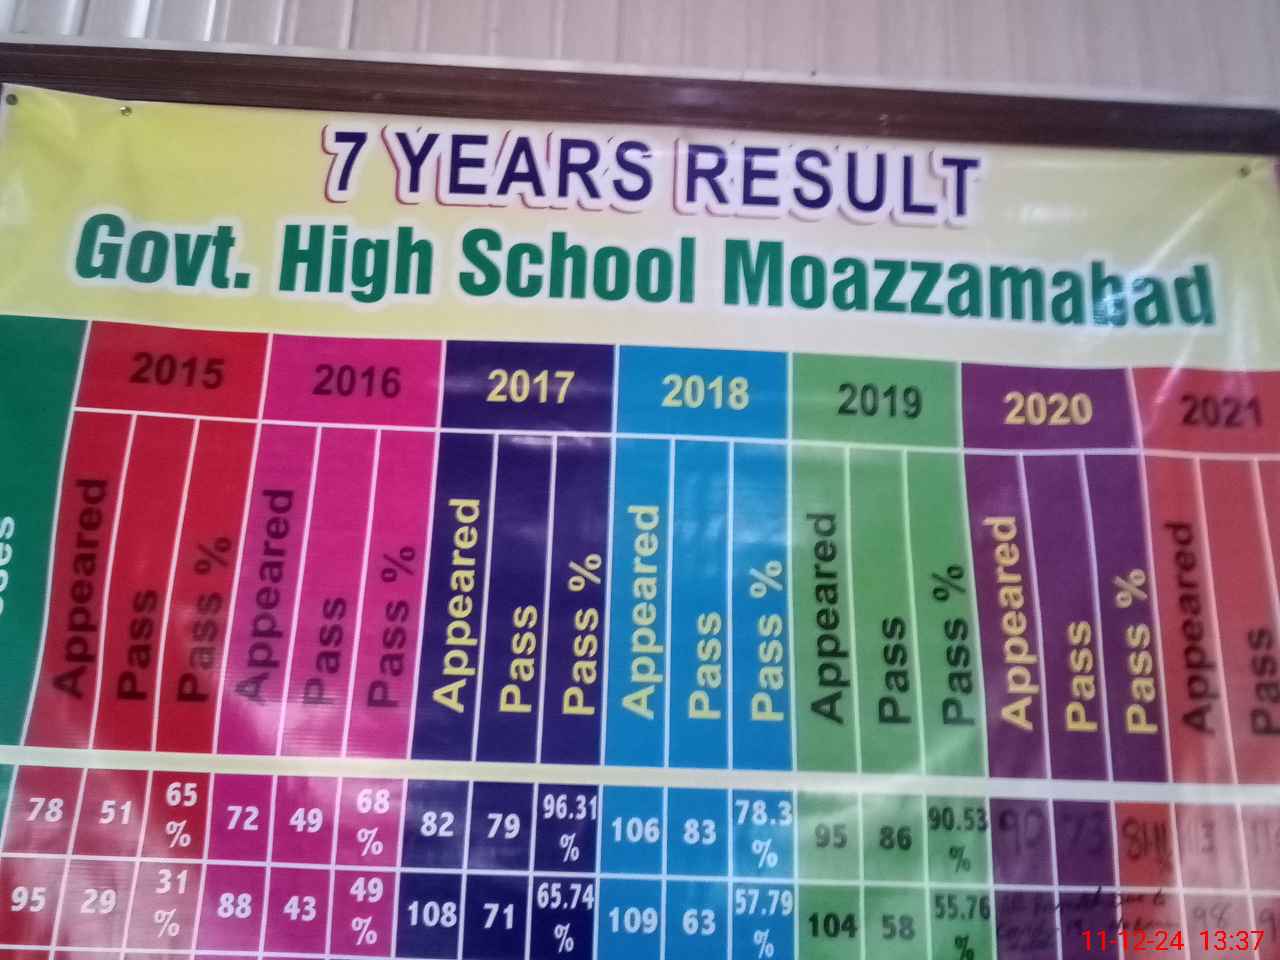 7 YEARS RESULT
Govt. High School Moazzamabad
2015 2016 2017 2018 2019 2020 2021
Appeared Pass Pass % Appeared Pass Pass % Appeared Pass Pass % Appeared Pass Pass % Appeared Pass Pass % Appeared Pass Pass % Appeared Pass
78 51 65 % 72 49 68 % 82 79 96.31 % 106 83 78.3 % 95 86 90.53 %
95 29 31 % 88 43 49 % 108 71 65.74 % 109 63 57.79 % 104 58 55.76 %
11-12-24 13:37